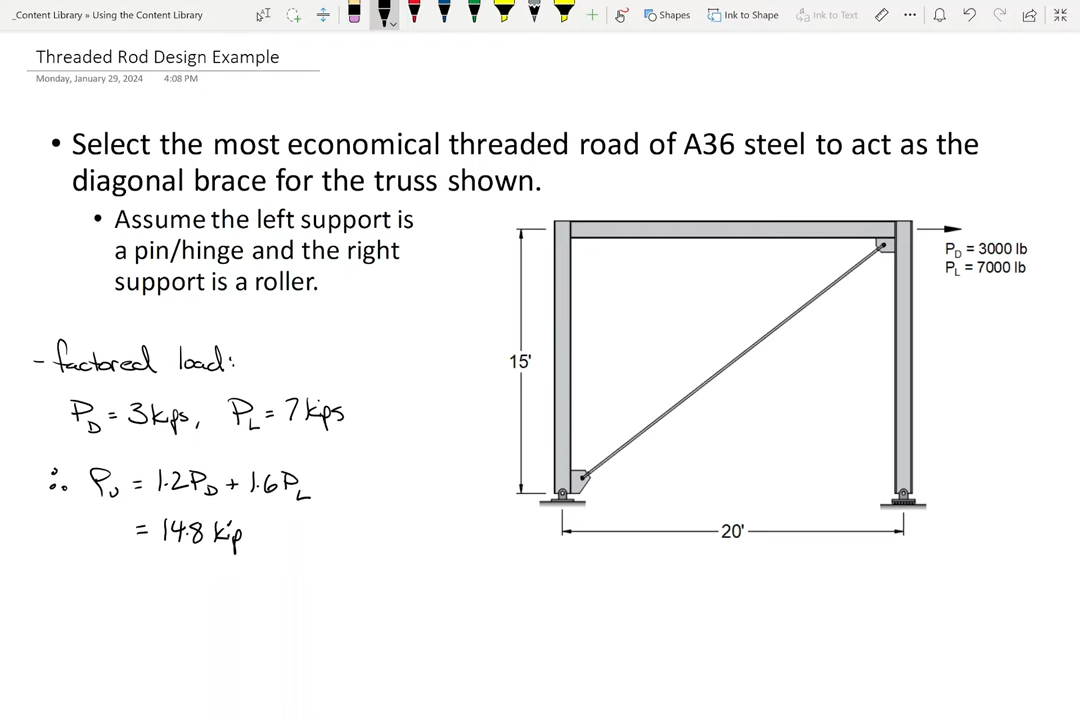 _Content Library » Using the Content Library
Shapes
Ink to Shape
Ink to Text
Threaded Rod Design Example
Monday, January 29, 2024 4:08 PM
• Select the most economical threaded road of A36 steel to act as the
diagonal brace for the truss shown.
• Assume the left support is
a pin/hinge and the right
support is a roller.
- factored load:
P_D = 3 kips, P_L = 7 kips
∴ P_u = 1.2P_D + 1.6P_L
= 14.8 kip
15'
20'
P_D = 3000 lb
P_L = 7000 lb